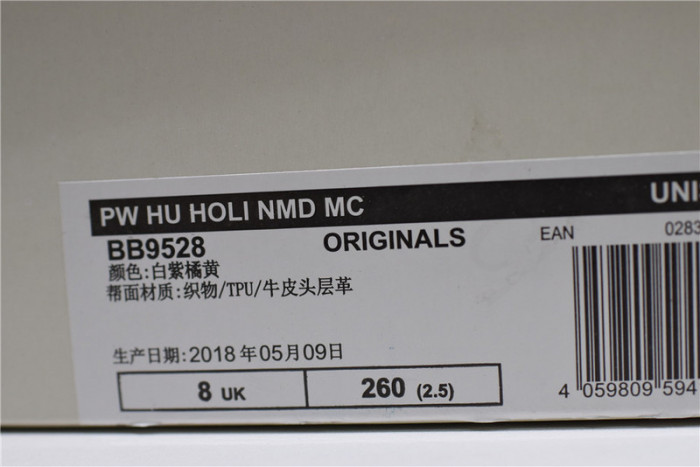 PW HU HOLI NMD MC UNI
BB9528 ORIGINALS EAN 0283
颜色:白紫橘黄
帮面材质:织物/TPU/牛皮头层革
生产日期:2018年05月09日
8 UK 260 (2.5)
4 059809 594